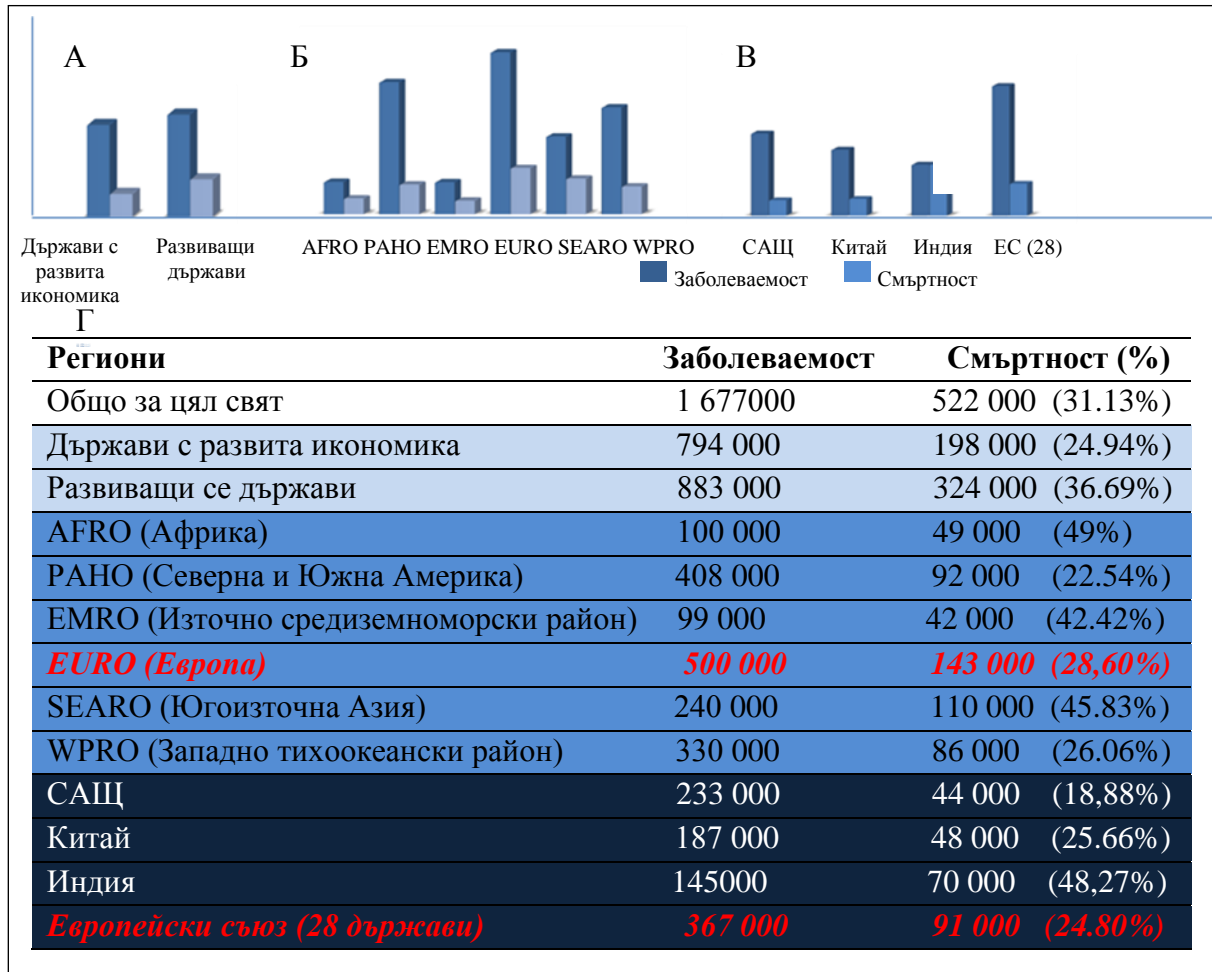 А Б В
Държави с развита икономика
Развиващи държави
AFRO PAHO EMRO EURO SEARO WPRO
САЩ Китай Индия ЕС (28)
Заболеваемост Смъртност
Г
Региони Заболеваемост Смъртност (%)
Общо за цял свят 1 677000 522 000 (31.13%)
Държави с развита икономика 794 000 198 000 (24.94%)
Развиващи се държави 883 000 324 000 (36.69%)
AFRO (Африка) 100 000 49 000 (49%)
PAHO (Северна и Южна Америка) 408 000 92 000 (22.54%)
EMRO (Източно средиземноморски район) 99 000 42 000 (42.42%)
EURO (Европа) 500 000 143 000 (28,60%)
SEARO (Югоизточна Азия) 240 000 110 000 (45.83%)
WPRO (Западно тихоокеански район) 330 000 86 000 (26.06%)
САЩ 233 000 44 000 (18,88%)
Китай 187 000 48 000 (25.66%)
Индия 145000 70 000 (48,27%)
Европейски съюз (28 държави) 367 000 91 000 (24.80%)